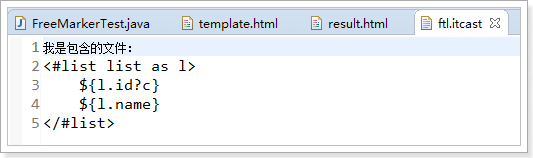 FreeMarkerTest.java template.html result.html ftl.itcast
1 我是包含的文件：
2 <#list list as l>
3 ${l.id?c}
4 ${l.name}
5 </#list>